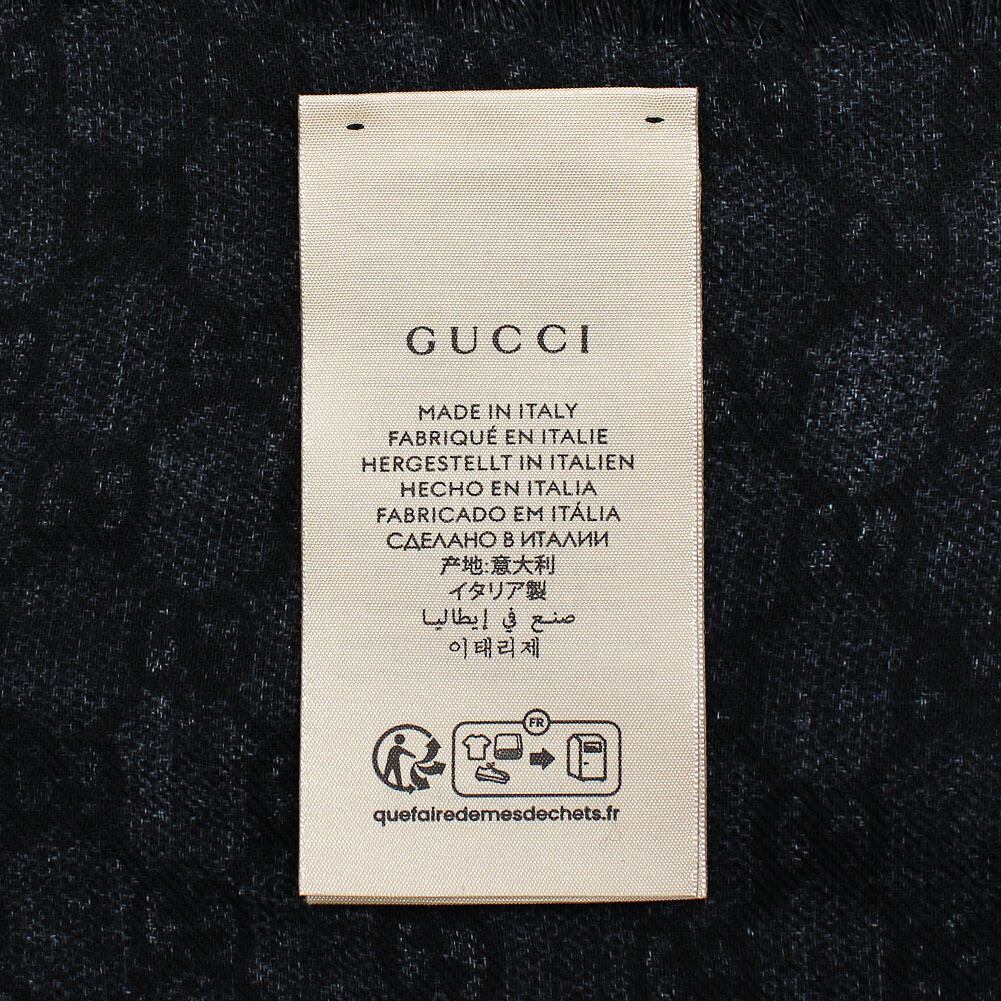 GUCCI
MADE IN ITALY
FABRIQUÉ EN ITALIE
HERGESTELLT IN ITALIEN
HECHO EN ITALIA
FABRICADO EM ITÁLIA
СДЕЛАНО В ИТАЛИИ
产地:意大利
イタリア製
صنع في إيطاليا
이태리제
FR
quefairedemesdechets.fr